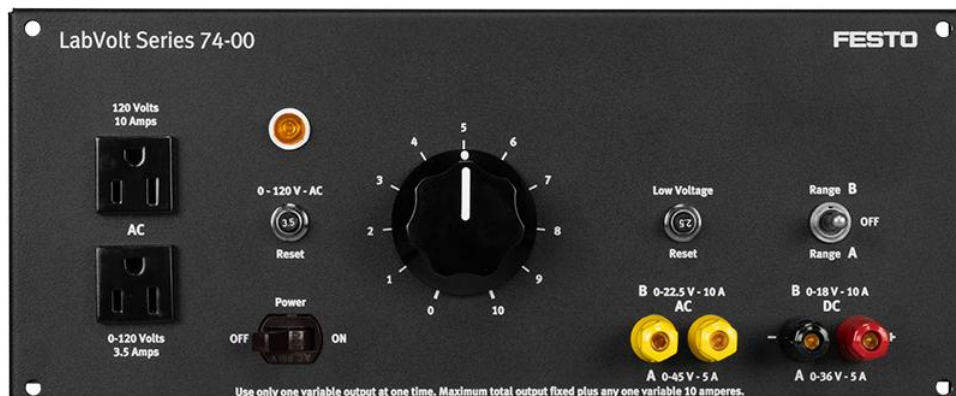 LabVolt Series 74-00
FESTO
120 Volts
10 Amps
AC
0-120 Volts
3.5 Amps
0 - 120 V - AC
3.5
Reset
Power
OFF
ON
0
1
2
3
4
5
6
7
8
9
10
Low Voltage
2.5
Reset
Range B
OFF
Range A
B 0-22.5 V - 10 A
AC
A 0-45 V - 5 A
B 0-18 V - 10 A
DC
- +
A 0-36 V - 5 A
Use only one variable output at one time. Maximum total output fixed plus any one variable 10 amperes.